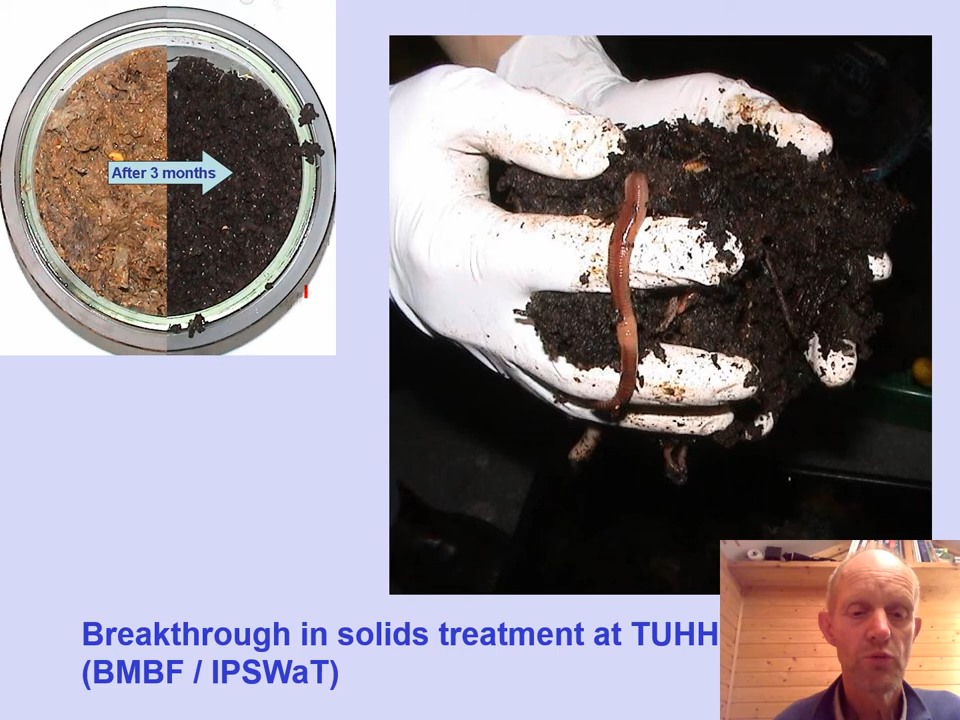 After 3 months
Breakthrough in solids treatment at TUHH
(BMBF / IPSWaT)